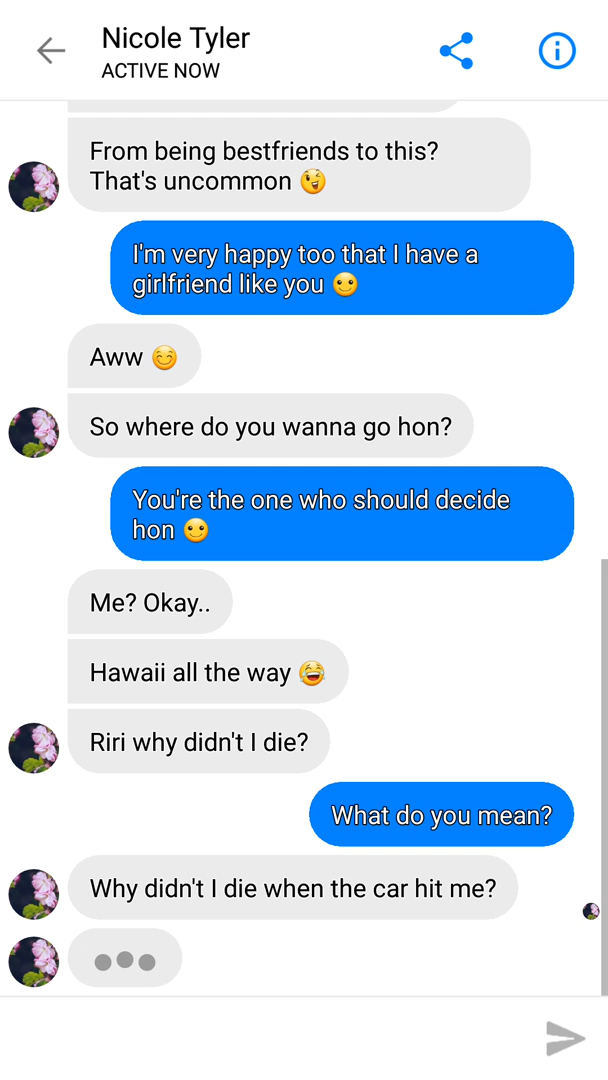 Nicole Tyler
ACTIVE NOW
From being bestfriends to this?
That's uncommon 😜
I'm very happy too that I have a
girlfriend like you 🙂
Aww 😊
So where do you wanna go hon?
You're the one who should decide
hon 🙂
Me? Okay..
Hawaii all the way 😂
Riri why didn't I die?
What do you mean?
Why didn't I die when the car hit me?